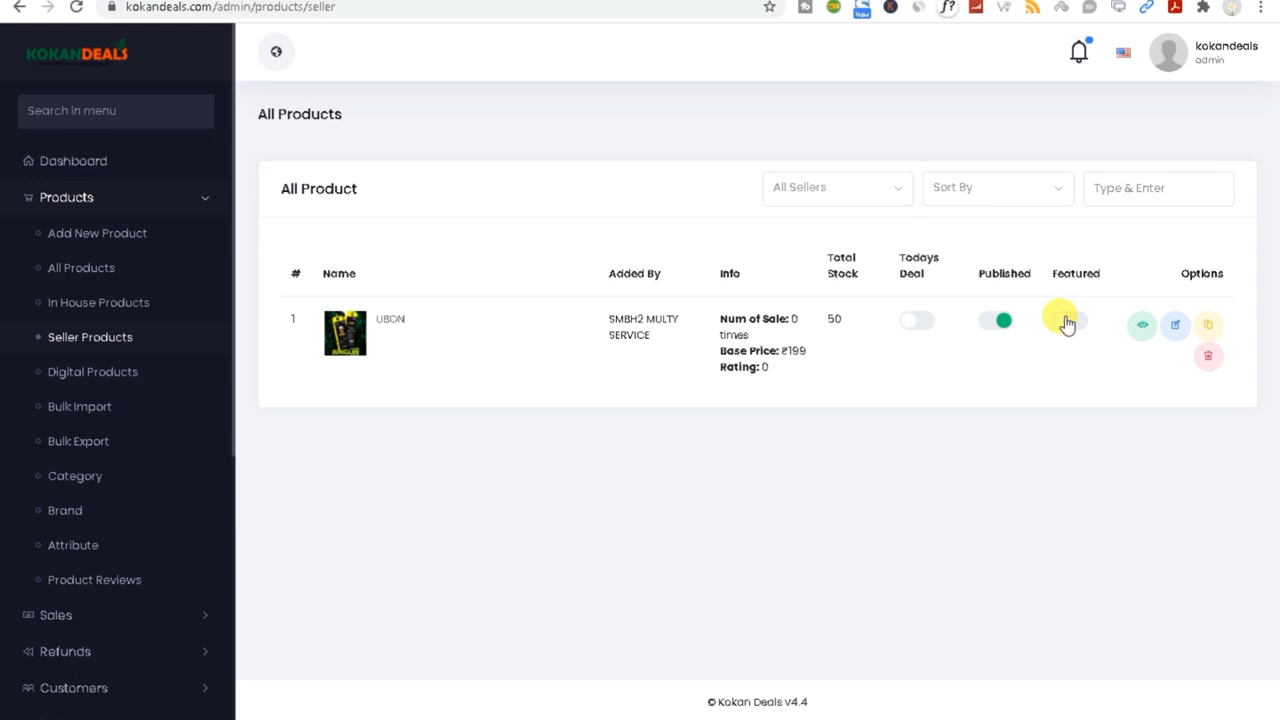 kokandeals.com/admin/products/seller
KOKANDEALS
kokandeals
admin
Search in menu
All Products
Dashboard
Products
Add New Product
All Products
In House Products
Seller Products
Digital Products
Bulk Import
Bulk Export
Category
Brand
Attribute
Product Reviews
Sales
Refunds
Customers
All Product
All Sellers
Sort By
Type & Enter
# Name Added By Info Total Stock Todays Deal Published Featured Options
1 UBON SMBH2 MULTY SERVICE
Num of Sale: 0
times
Base Price: ₹199
Rating: 0
50
© Kokan Deals v4.4